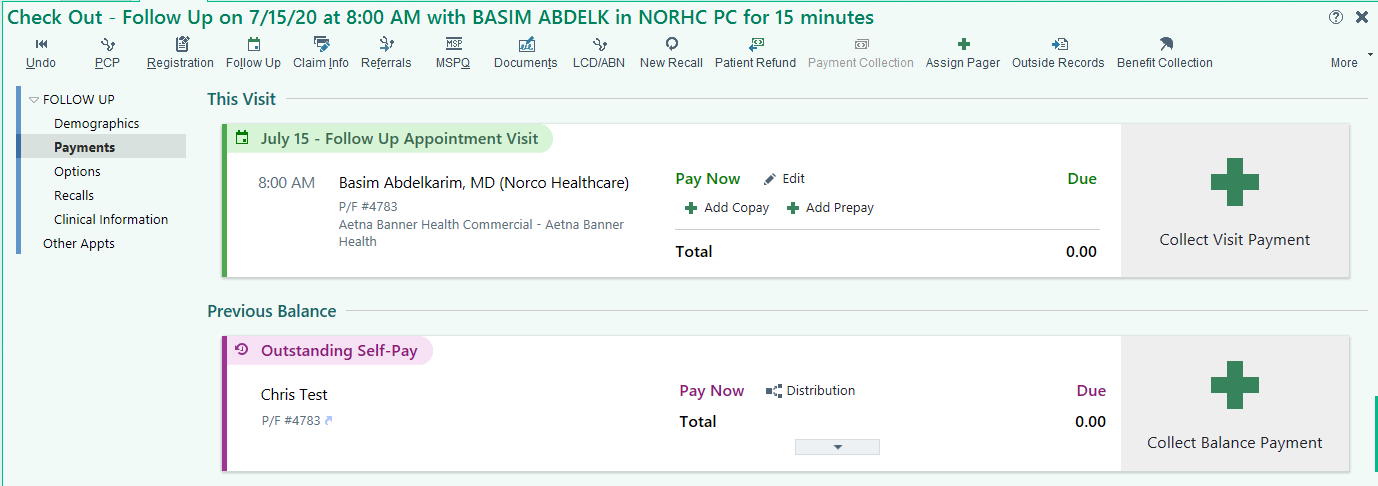 Check Out - Follow Up on 7/15/20 at 8:00 AM with BASIM ABDELK in NORHC PC for 15 minutes
Undo PCP Registration Follow Up Claim Info Referrals MSPQ Documents LCD/ABN New Recall Patient Refund Payment Collection Assign Pager Outside Records Benefit Collection More
MSP
FOLLOW UP
Demographics
Payments
Options
Recalls
Clinical Information
Other Appts
This Visit
July 15 - Follow Up Appointment Visit
8:00 AM Basim Abdelkarim, MD (Norco Healthcare)
P/F #4783
Aetna Banner Health Commercial - Aetna Banner
Health
Pay Now Edit Due
Add Copay Add Prepay
Total 0.00
Collect Visit Payment
Previous Balance
Outstanding Self-Pay
Chris Test
P/F #4783
Pay Now Distribution Due
Total 0.00
Collect Balance Payment